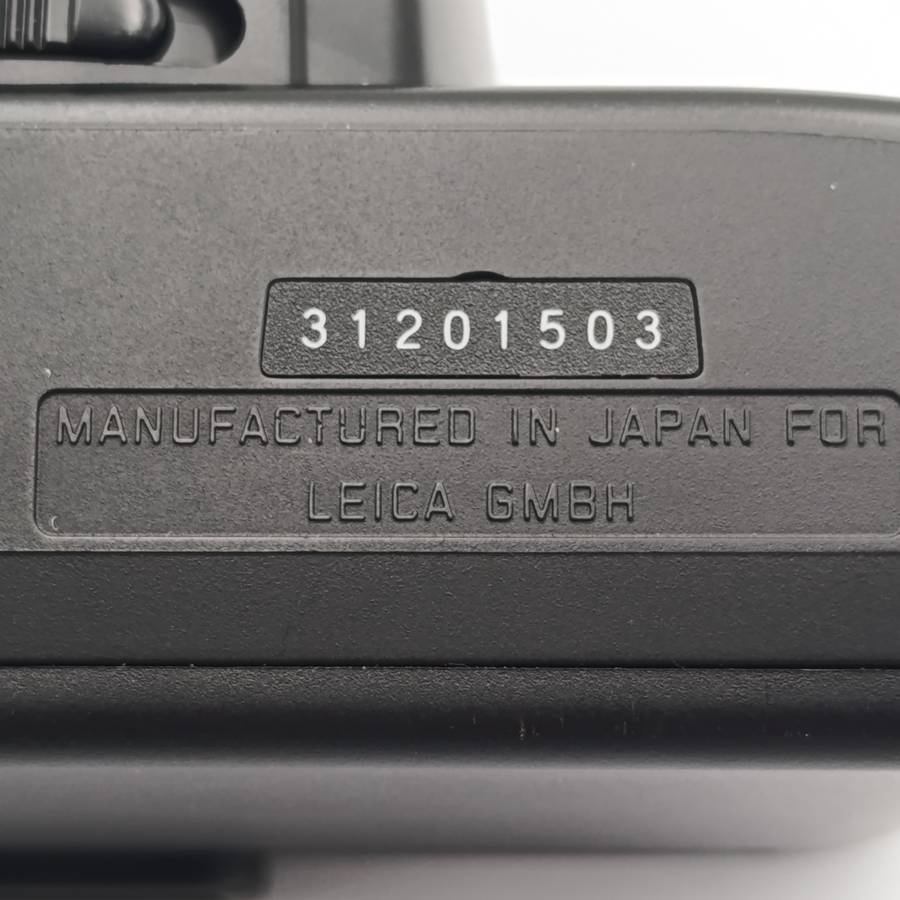 31201503
MANUFACTURED IN JAPAN FOR
LEICA GMBH